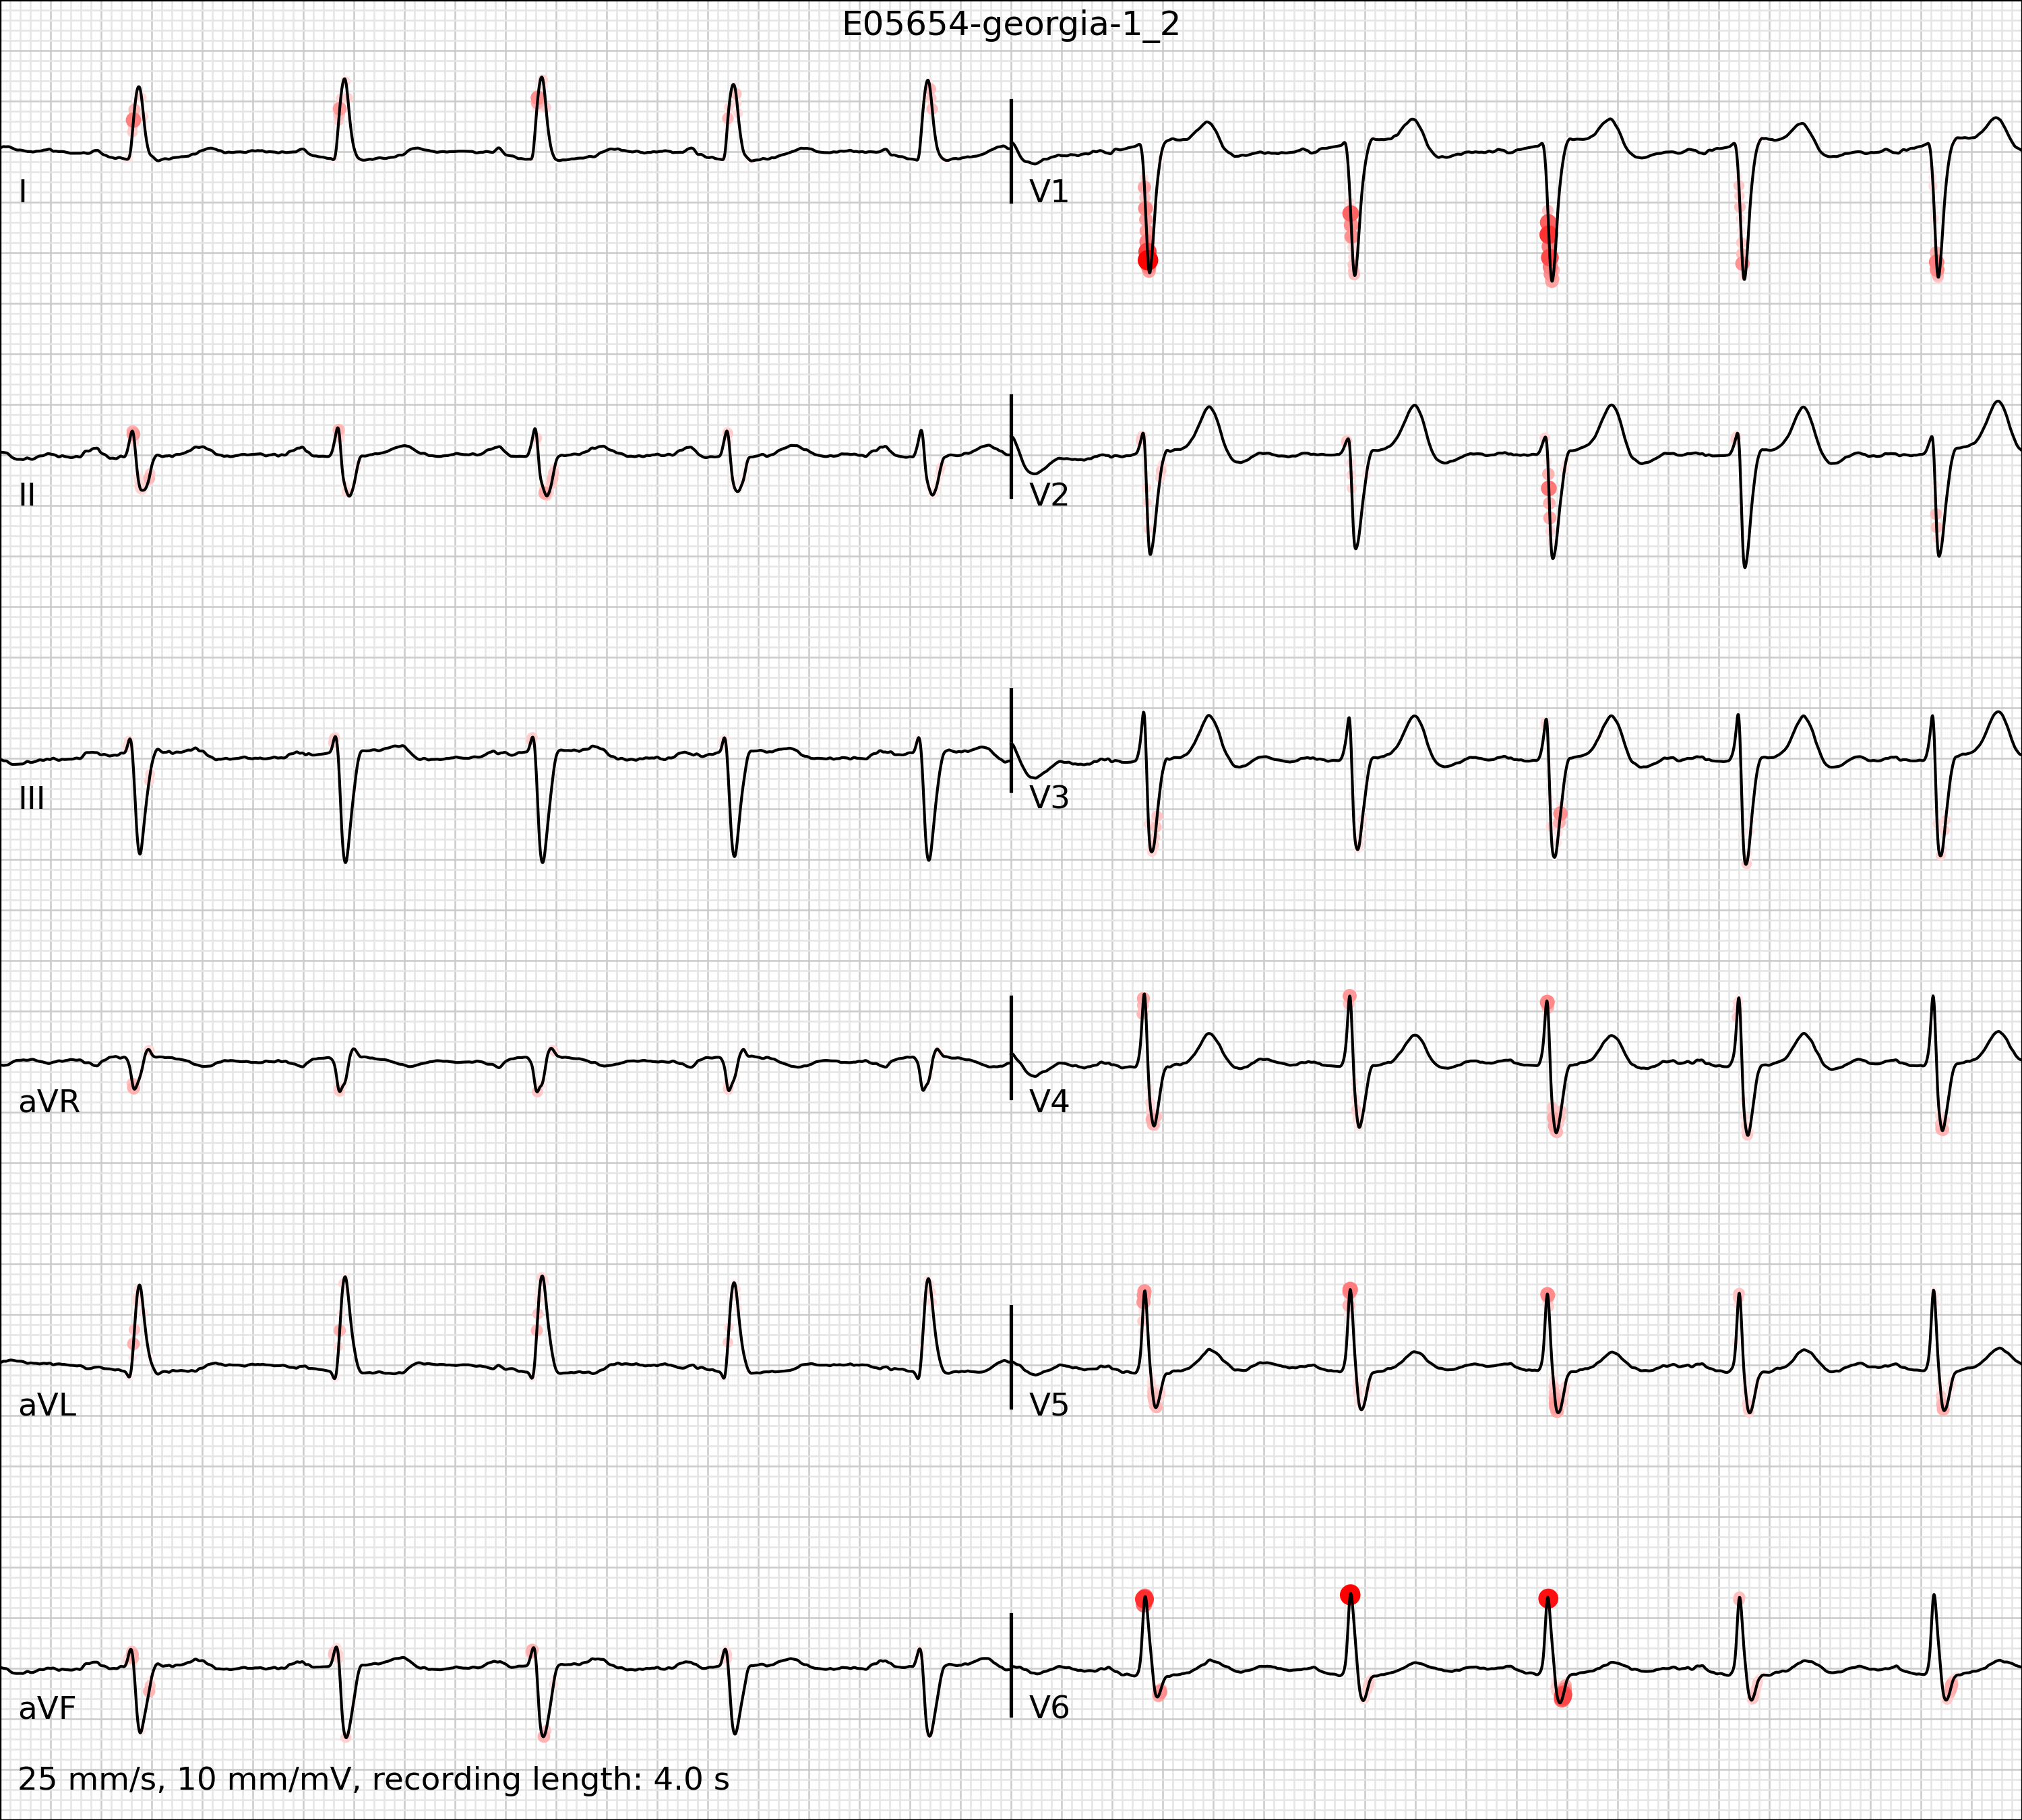 E05654-georgia-1_2
I
V1
II
V2
III
V3
aVR
V4
aVL
V5
aVF
V6
25 mm/s, 10 mm/mV, recording length: 4.0 s